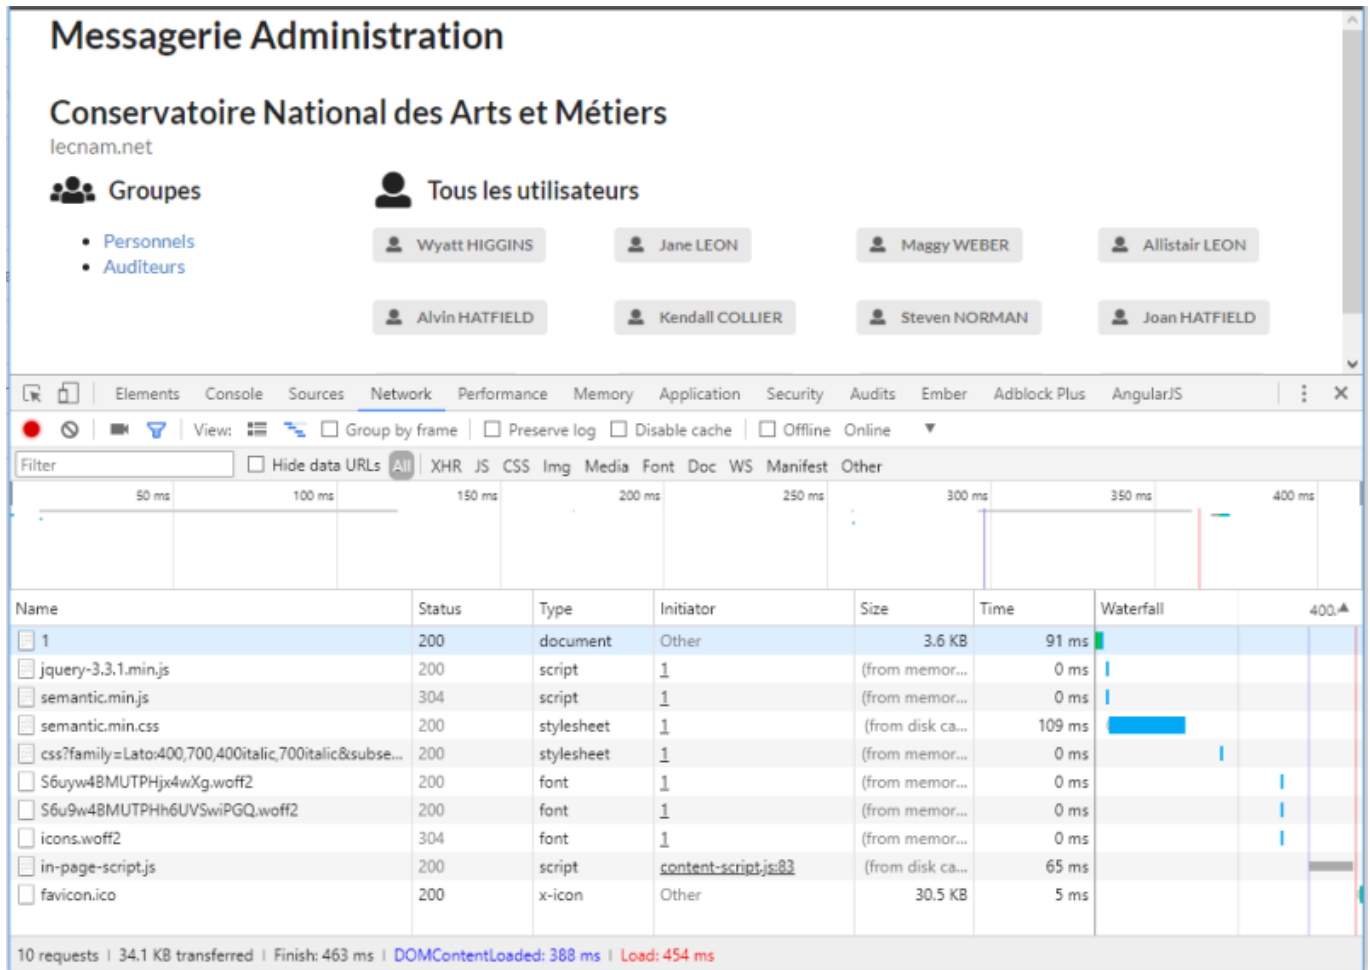 Messagerie Administration
Conservatoire National des Arts et Métiers
lecnam.net
Groupes Tous les utilisateurs
Personnels
Auditeurs
Wyatt HIGGINS Jane LEON Maggy WEBER Allistair LEON
Alvin HATFIELD Kendall COLLIER Steven NORMAN Joan HATFIELD
Elements Console Sources Network Performance Memory Application Security Audits Ember Adblock Plus AngularJS
View: Group by frame Preserve log Disable cache Offline Online
Filter Hide data URLs All XHR JS CSS Img Media Font Doc WS Manifest Other
50 ms 100 ms 150 ms 200 ms 250 ms 300 ms 350 ms 400 ms
Name Status Type Initiator Size Time Waterfall 400.
1 200 document Other 3.6 KB 91 ms
jquery-3.3.1.min.js 200 script 1 (from memor... 0 ms
semantic.min.js 304 script 1 (from memor... 0 ms
semantic.min.css 200 stylesheet 1 (from disk ca... 109 ms
css?family=Lato:400,700,400italic,700italic&subse... 200 stylesheet 1 (from memor... 0 ms
S6uyw4BMUTPHjx4wXg.woff2 200 font 1 (from memor... 0 ms
S6u9w4BMUTPHh6UVSwiPGQ.woff2 200 font 1 (from memor... 0 ms
icons.woff2 304 font 1 (from memor... 0 ms
in-page-script.js 200 script content-script.js:83 (from disk ca... 65 ms
favicon.ico 200 x-icon Other 30.5 KB 5 ms
10 requests | 34.1 KB transferred | Finish: 463 ms | DOMContentLoaded: 388 ms | Load: 454 ms